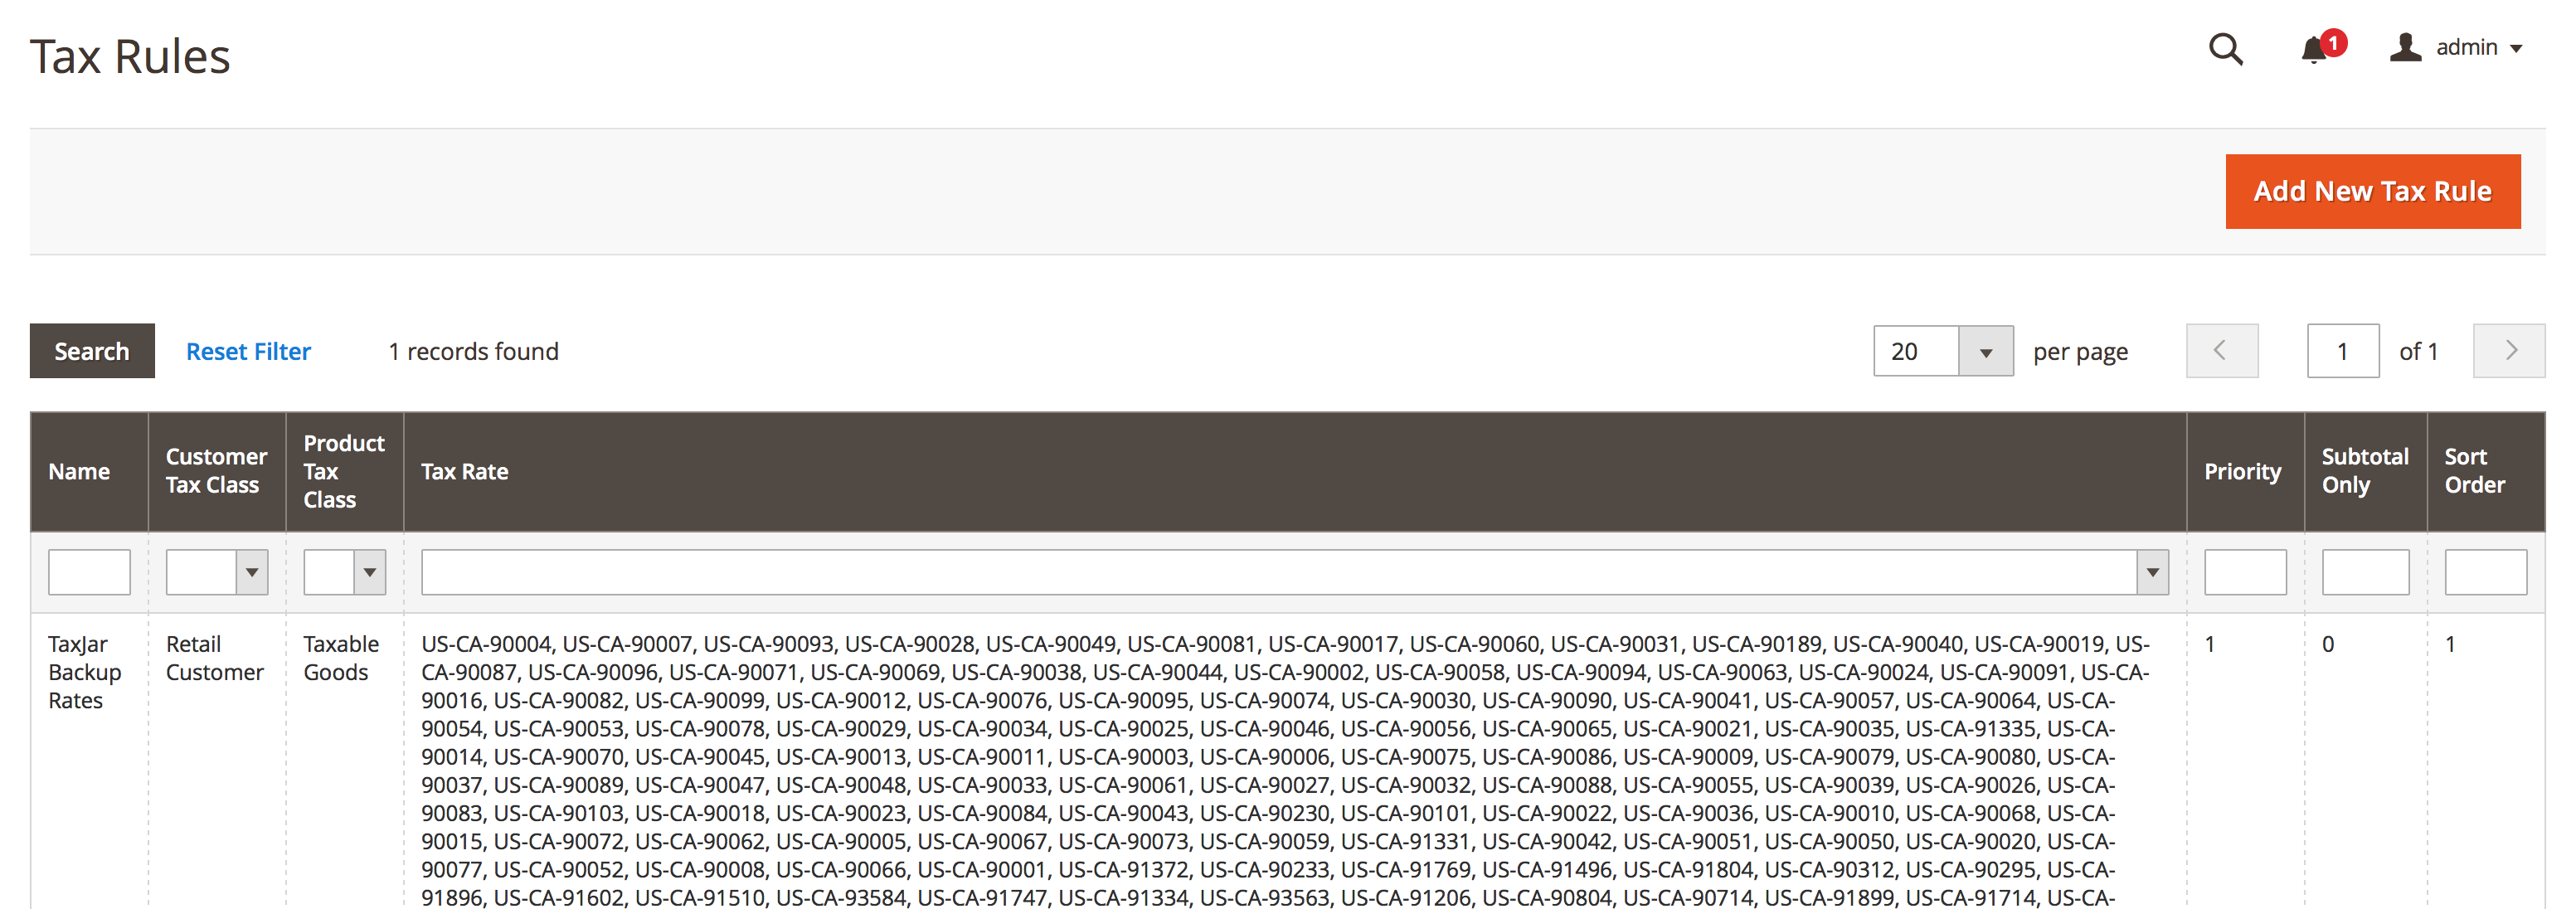 Tax Rules
1
admin
Add New Tax Rule
Search
Reset Filter
1 records found
20
per page
1
of 1
Name
Customer
Tax Class
Product
Tax
Class
Tax Rate
Priority
Subtotal
Only
Sort
Order
TaxJar
Backup
Rates
Retail
Customer
Taxable
Goods
US-CA-90004, US-CA-90007, US-CA-90093, US-CA-90028, US-CA-90049, US-CA-90081, US-CA-90017, US-CA-90060, US-CA-90031, US-CA-90189, US-CA-90040, US-CA-90019, US-
CA-90087, US-CA-90096, US-CA-90071, US-CA-90069, US-CA-90038, US-CA-90044, US-CA-90002, US-CA-90058, US-CA-90094, US-CA-90063, US-CA-90024, US-CA-90091, US-CA-
90016, US-CA-90082, US-CA-90099, US-CA-90012, US-CA-90076, US-CA-90095, US-CA-90074, US-CA-90030, US-CA-90090, US-CA-90041, US-CA-90057, US-CA-90064, US-CA-
90054, US-CA-90053, US-CA-90078, US-CA-90029, US-CA-90034, US-CA-90025, US-CA-90046, US-CA-90056, US-CA-90065, US-CA-90021, US-CA-90035, US-CA-91335, US-CA-
90014, US-CA-90070, US-CA-90045, US-CA-90013, US-CA-90011, US-CA-90003, US-CA-90006, US-CA-90075, US-CA-90086, US-CA-90009, US-CA-90079, US-CA-90080, US-CA-
90037, US-CA-90089, US-CA-90047, US-CA-90048, US-CA-90033, US-CA-90061, US-CA-90027, US-CA-90032, US-CA-90088, US-CA-90055, US-CA-90039, US-CA-90026, US-CA-
90083, US-CA-90103, US-CA-90018, US-CA-90023, US-CA-90084, US-CA-90043, US-CA-90230, US-CA-90101, US-CA-90022, US-CA-90036, US-CA-90010, US-CA-90068, US-CA-
90015, US-CA-90072, US-CA-90062, US-CA-90005, US-CA-90067, US-CA-90073, US-CA-90059, US-CA-91331, US-CA-90042, US-CA-90051, US-CA-90050, US-CA-90020, US-CA-
90077, US-CA-90052, US-CA-90008, US-CA-90066, US-CA-90001, US-CA-91372, US-CA-90233, US-CA-91769, US-CA-91496, US-CA-91804, US-CA-90312, US-CA-90295, US-CA-
91896, US-CA-91602, US-CA-91510, US-CA-93584, US-CA-91747, US-CA-91334, US-CA-93563, US-CA-91206, US-CA-90804, US-CA-90714, US-CA-91899, US-CA-91714, US-CA-
1
0
1